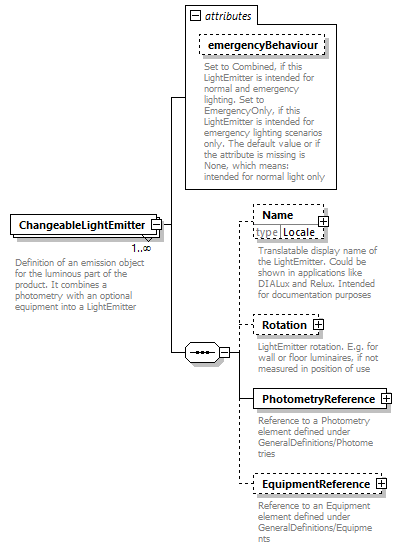 attributes
emergencyBehaviour
Set to Combined, if this
LightEmitter is intended for
normal and emergency
lighting. Set to
EmergencyOnly, if this
LightEmitter is intended for
emergency lighting scenarios
only. The default value or if
the attribute is missing is
None, which means:
intended for normal light only
ChangeableLightEmitter
1..∞
Definition of an emission object
for the luminous part of the
product. It combines a
photometry with an optional
equipment into a LightEmitter
Name
type Locale
Translatable display name of
the LightEmitter. Could be
shown in applications like
DIALux and Relux. Intended
for documentation purposes
Rotation
LightEmitter rotation. E.g. for
wall or floor luminaires, if not
measured in position of use
PhotometryReference
Reference to a Photometry
element defined under
GeneralDefinitions/Photome
tries
EquipmentReference
Reference to an Equipment
element defined under
GeneralDefinitions/Equipme
nts